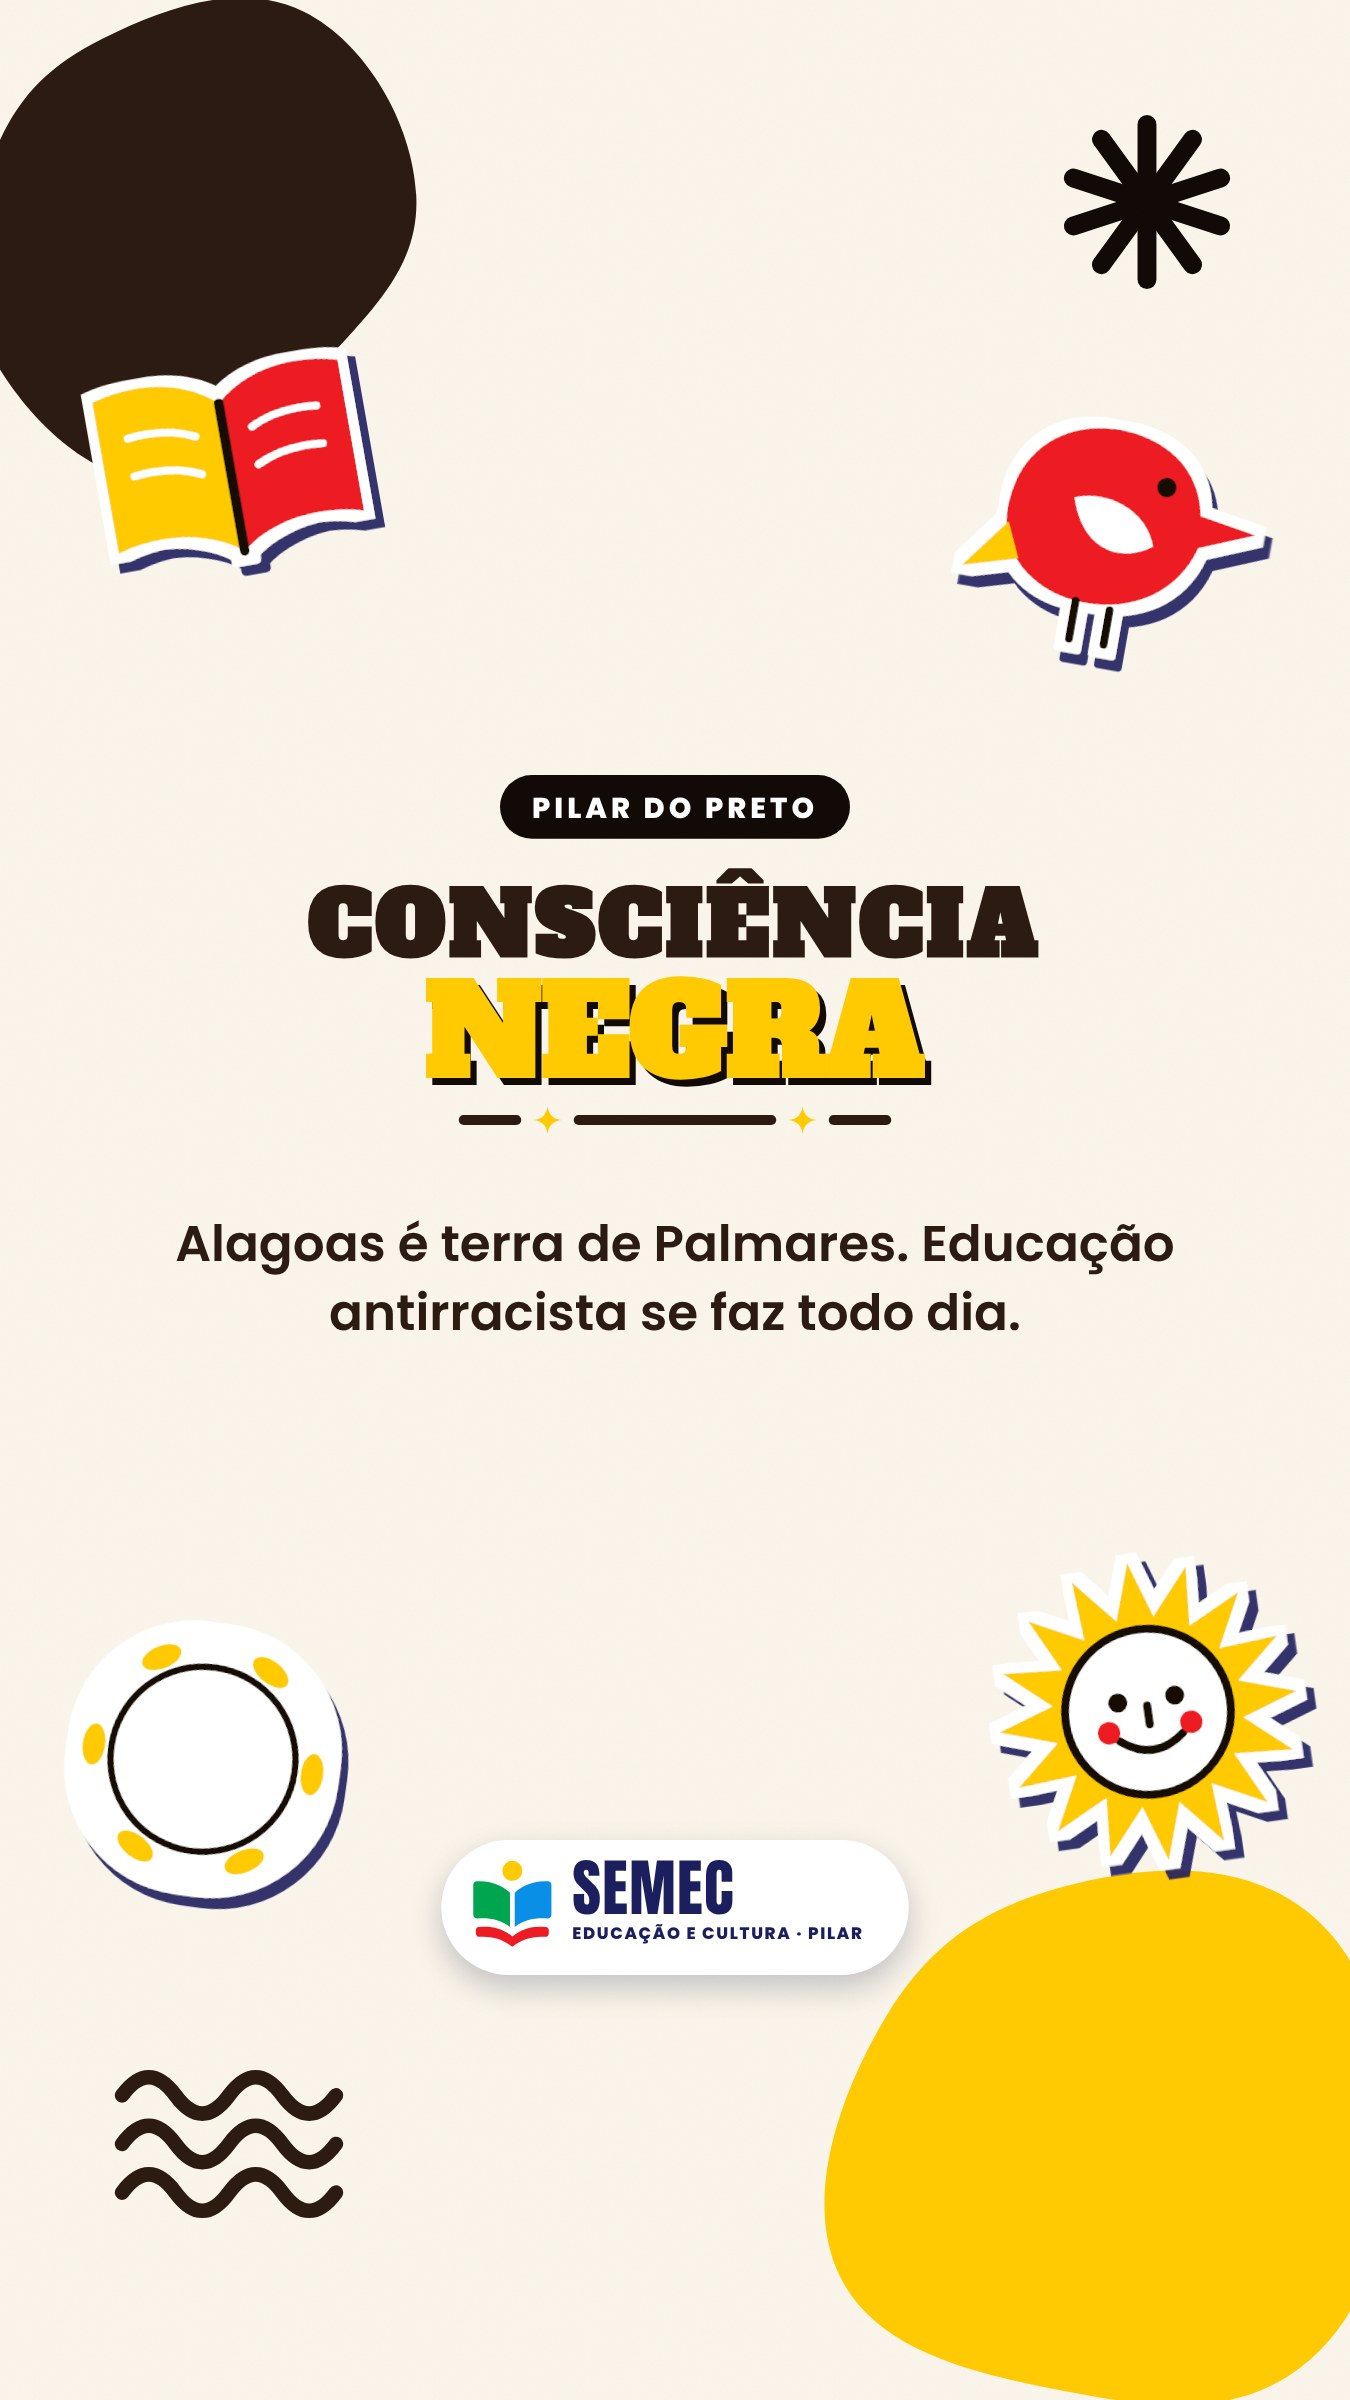 PILAR DO PRETO
CONSCIÊNCIA
NEGRA
Alagoas é terra de Palmares. Educação
antirracista se faz todo dia.
SEMEC
EDUCAÇÃO E CULTURA · PILAR